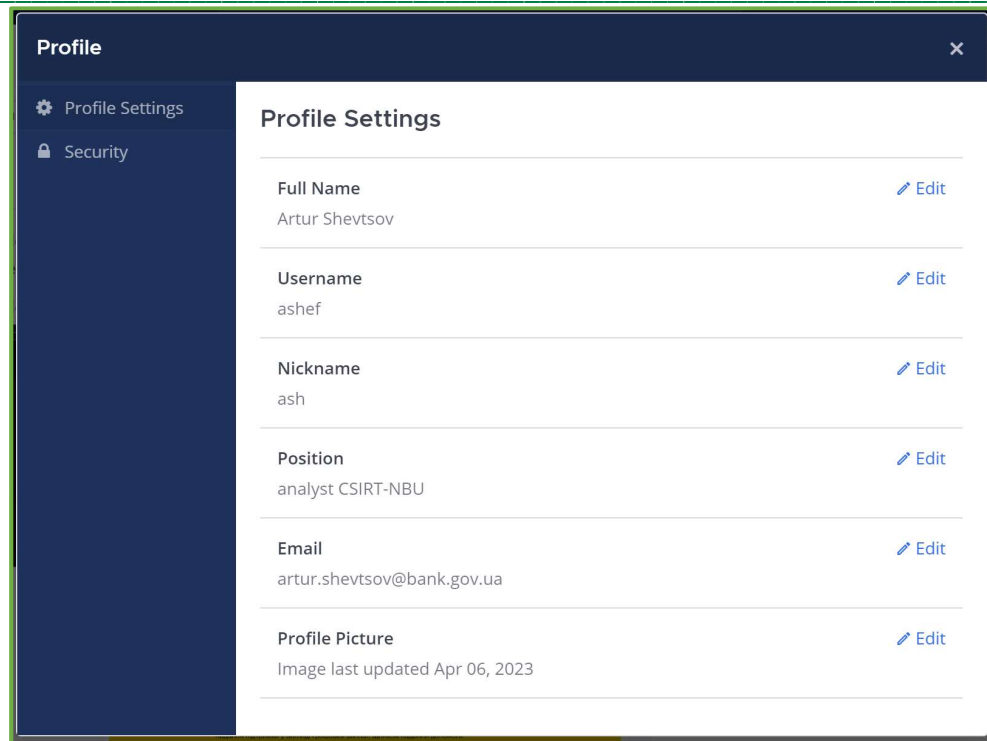 Profile
Profile Settings
Security
Profile Settings
Full Name
Edit
Artur Shevtsov
Username
Edit
ashef
Nickname
Edit
ash
Position
Edit
analyst CSIRT-NBU
Email
Edit
artur.shevtsov@bank.gov.ua
Profile Picture
Edit
Image last updated Apr 06, 2023